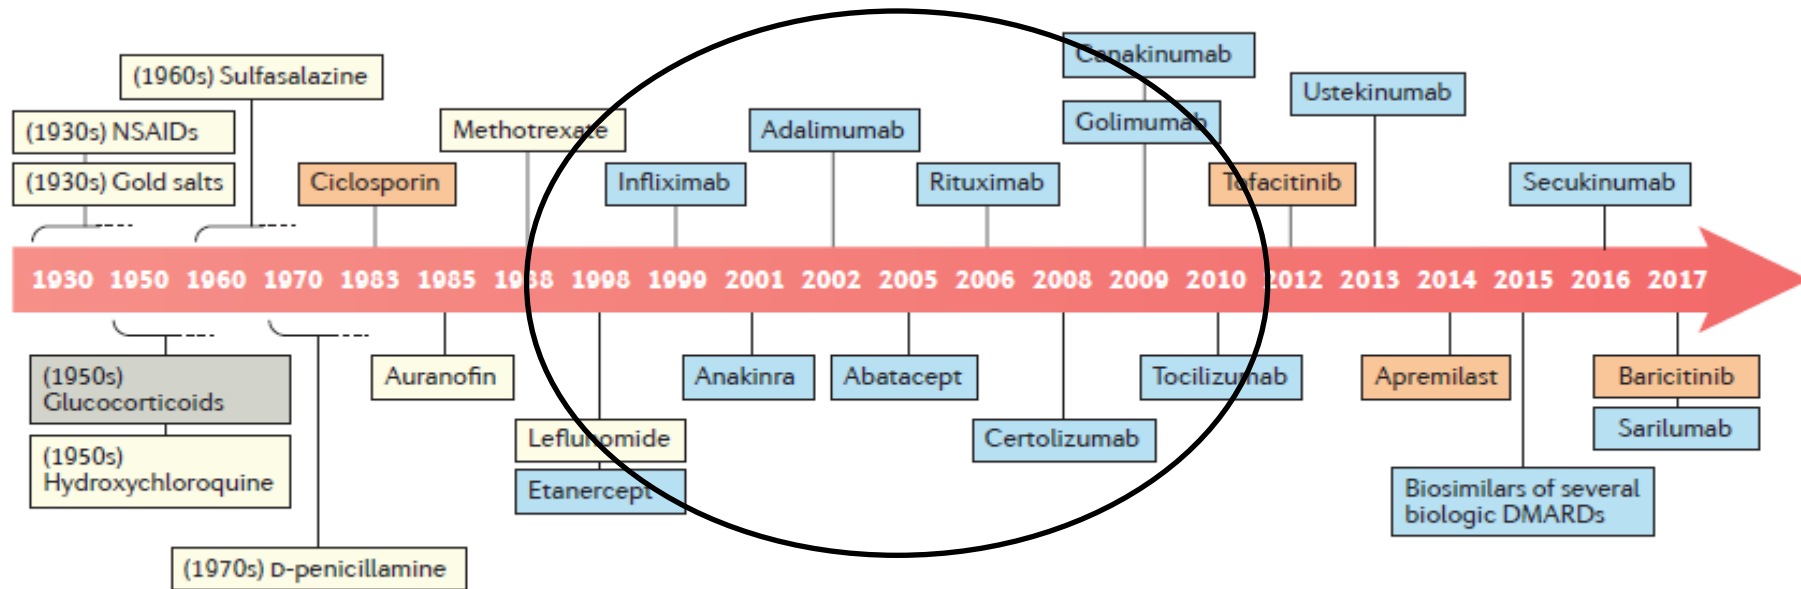 (1960s) Sulfasalazine
(1930s) NSAIDs
(1930s) Gold salts
Ciclosporin
Methotrexate
Infliximab
Adalimumab
Rituximab
Canakinumab
Golimumab
Tofacitinib
Ustekinumab
Secukinumab
1930 1950 1960 1970 1983 1985 1988 1998 1999 2001 2002 2005 2006 2008 2009 2010 2012 2013 2014 2015 2016 2017
(1950s)
Glucocorticoids
(1950s)
Hydroxychloroquine
(1970s) D-penicillamine
Auranofin
Leflunomide
Etanercept
Anakinra
Abatacept
Certolizumab
Tocilizumab
Apremilast
Biosimilars of several
biologic DMARDs
Baricitinib
Sarilumab